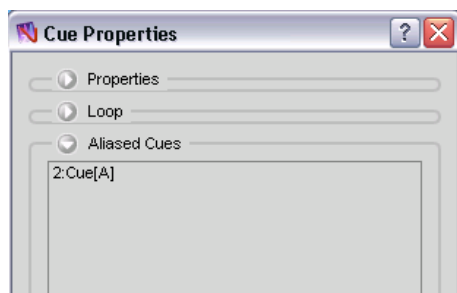 Cue Properties
Properties
Loop
Aliased Cues
2:Cue[A]